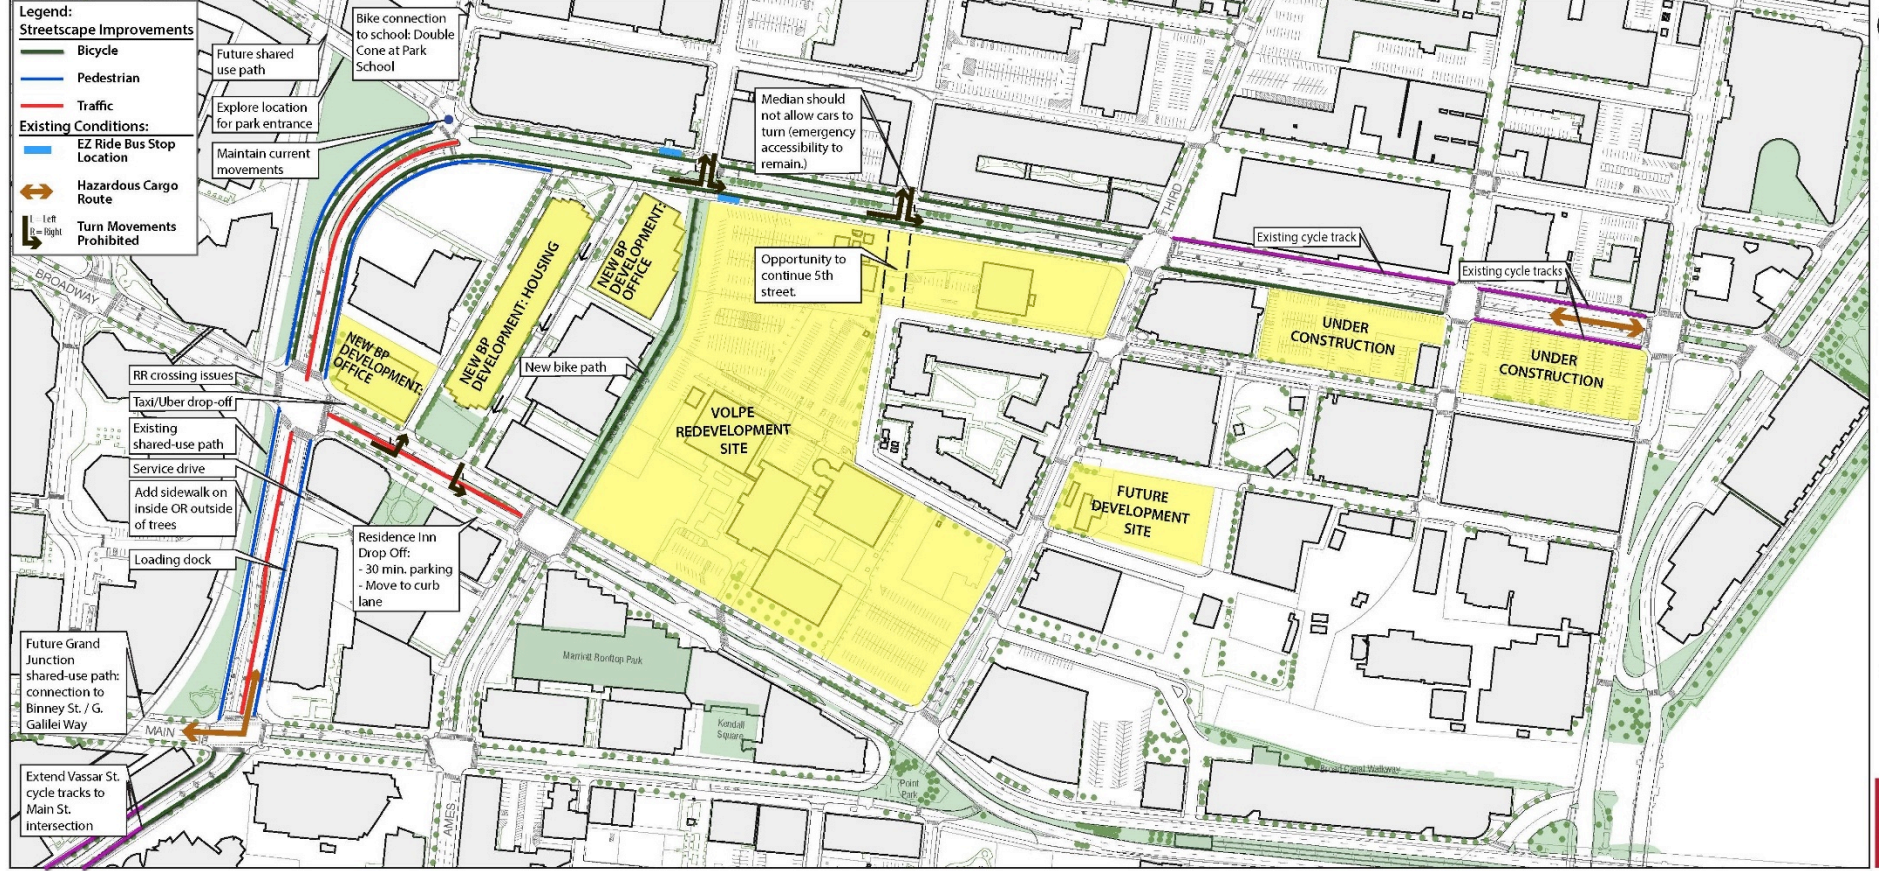 Legend:
Streetscape Improvements
Bicycle
Pedestrian
Traffic
Existing Conditions:
EZ Ride Bus Stop
Location
Hazardous Cargo
Route
L = Left
R = Right
Turn Movements
Prohibited
Future shared
use path
Bike connection
to school: Double
Cone at Park
School
Explore location
for park entrance
Maintain current
movements
Median should
not allow cars to
turn (emergency
accessibility to
remain.)
THIRD
Existing cycle track
Existing cycle tracks
Opportunity to
continue 5th
street.
BROADWAY
NEW BP
DEVELOPMENT:
OFFICE
NEW BP
DEVELOPMENT: HOUSING
NEW BP
DEVELOPMENT:
OFFICE
New bike path
UNDER
CONSTRUCTION
UNDER
CONSTRUCTION
RR crossing issues
Taxi/Uber drop-off
Existing
shared-use path
Service drive
Add sidewalk on
inside OR outside
of trees
Loading dock
VOLPE
REDEVELOPMENT
SITE
FUTURE
DEVELOPMENT
SITE
Residence Inn
Drop Off:
- 30 min. parking
- Move to curb
lane
Future Grand
Junction
shared-use path:
connection to
Binney St. / G.
Galilei Way
MAIN
Marriott Rooftop Park
Kendall
Square
Point
Park
Broad Canal Walkway
Extend Vassar St.
cycle tracks to
Main St.
intersection
AMES